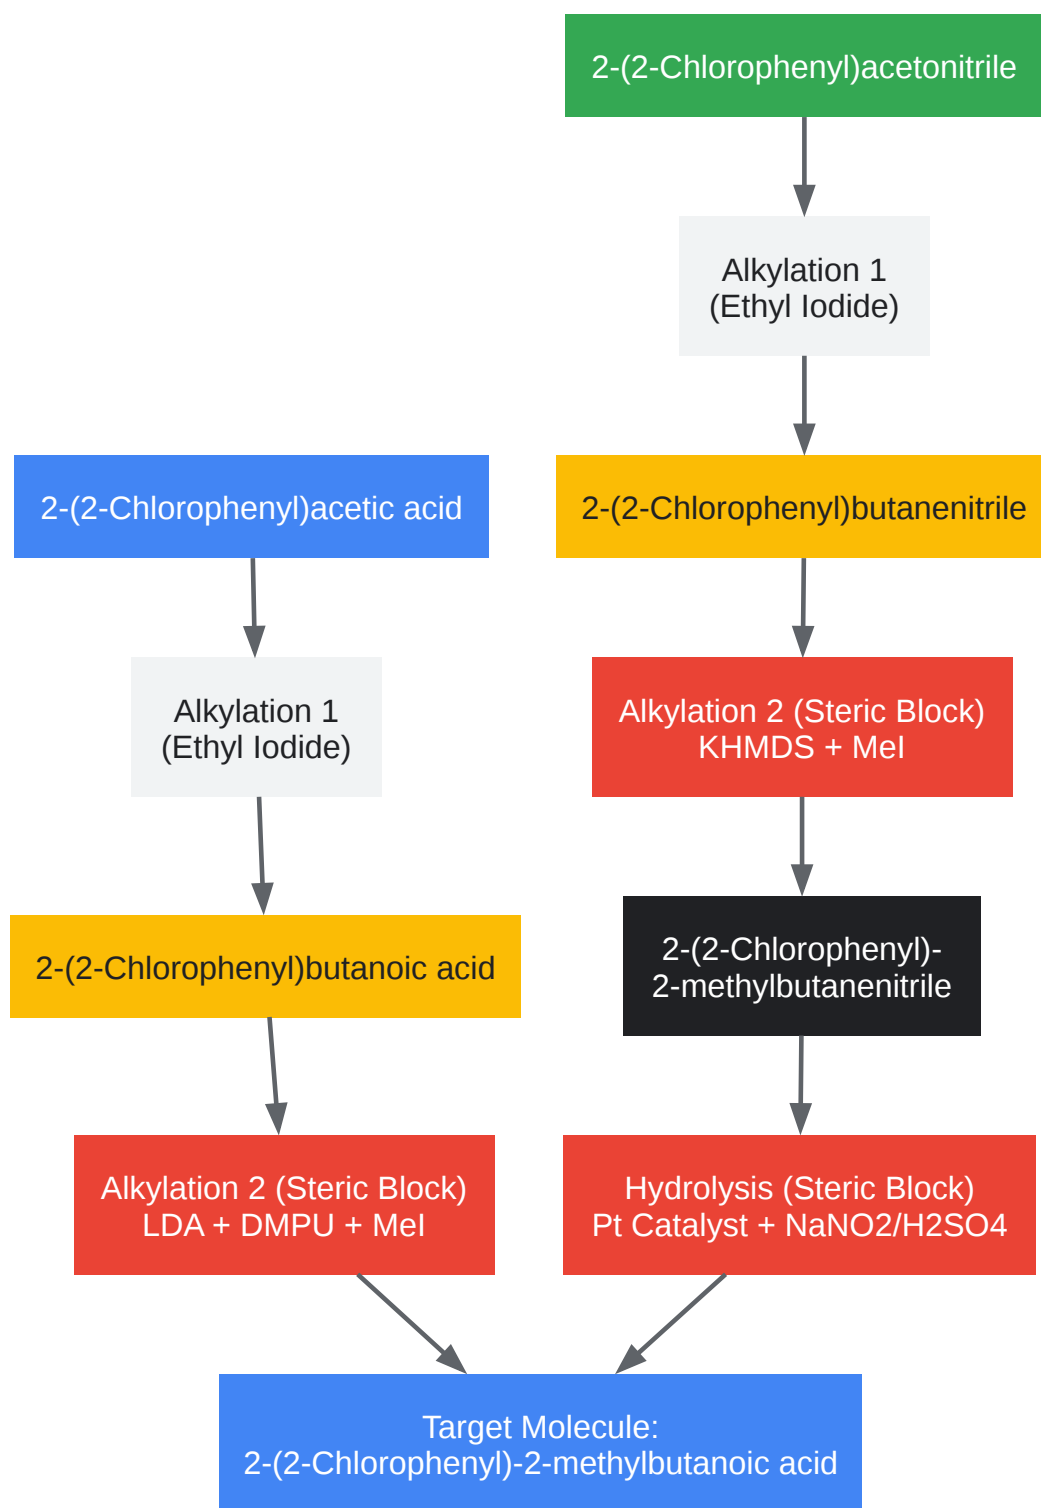 2-(2-Chlorophenyl)acetonitrile
Alkylation 1
(Ethyl Iodide)
2-(2-Chlorophenyl)acetic acid
2-(2-Chlorophenyl)butanenitrile
Alkylation 1
(Ethyl Iodide)
Alkylation 2 (Steric Block)
KHMDS + MeI
2-(2-Chlorophenyl)butanoic acid
2-(2-Chlorophenyl)-
2-methylbutanenitrile
Alkylation 2 (Steric Block)
LDA + DMPU + MeI
Hydrolysis (Steric Block)
Pt Catalyst + NaNO2/H2SO4
Target Molecule:
2-(2-Chlorophenyl)-2-methylbutanoic acid